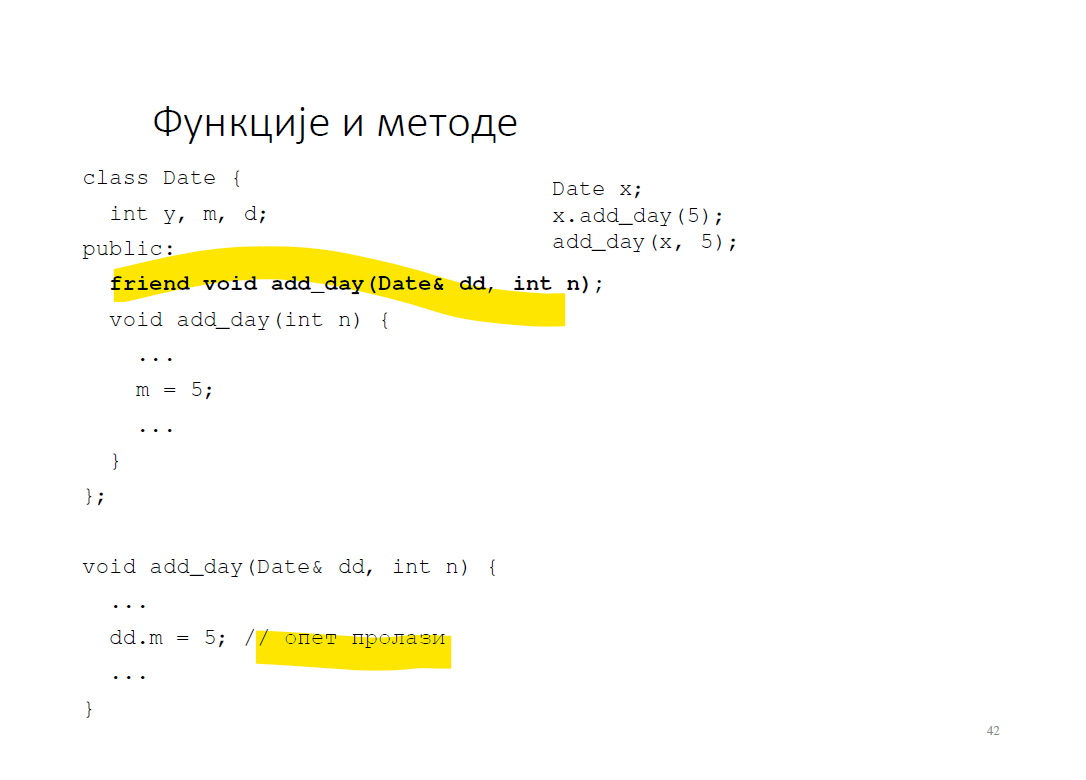 Функције и методе
class Date {
int y, m, d;
public:
friend void add_day(Date& dd, int n);
void add_day(int n) {
...
m = 5;
...
}
};
void add_day(Date& dd, int n) {
...
dd.m = 5; // опет пролази
...
}
Date x;
x.add_day(5);
add_day(x, 5);
42